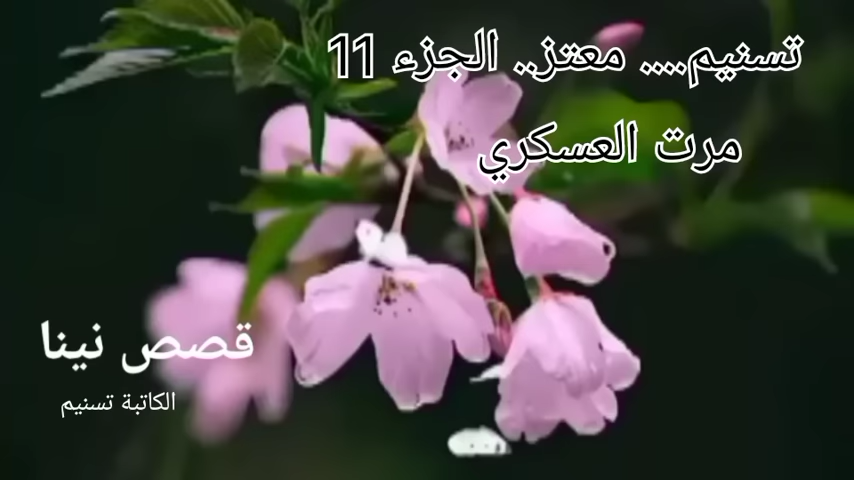 تسنيم.... معتز.. الجزء 11
مرت العسكري
قصص نينا
الكاتبة تسنيم